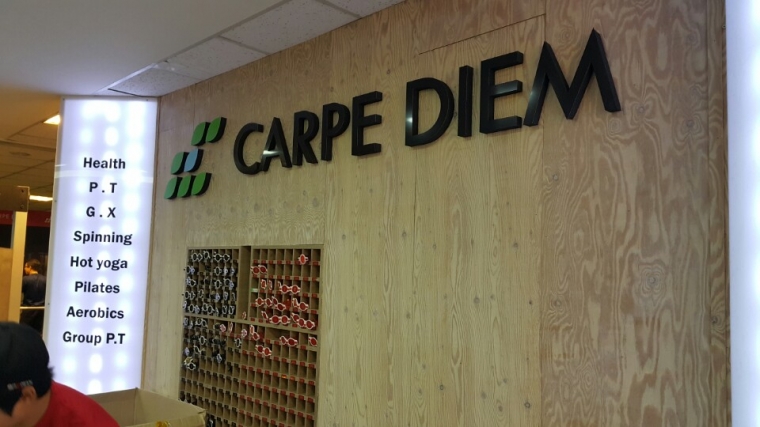 CARPE DIEM
Health
P . T
G . X
Spinning
Hot yoga
Pilates
Aerobics
Group P.T